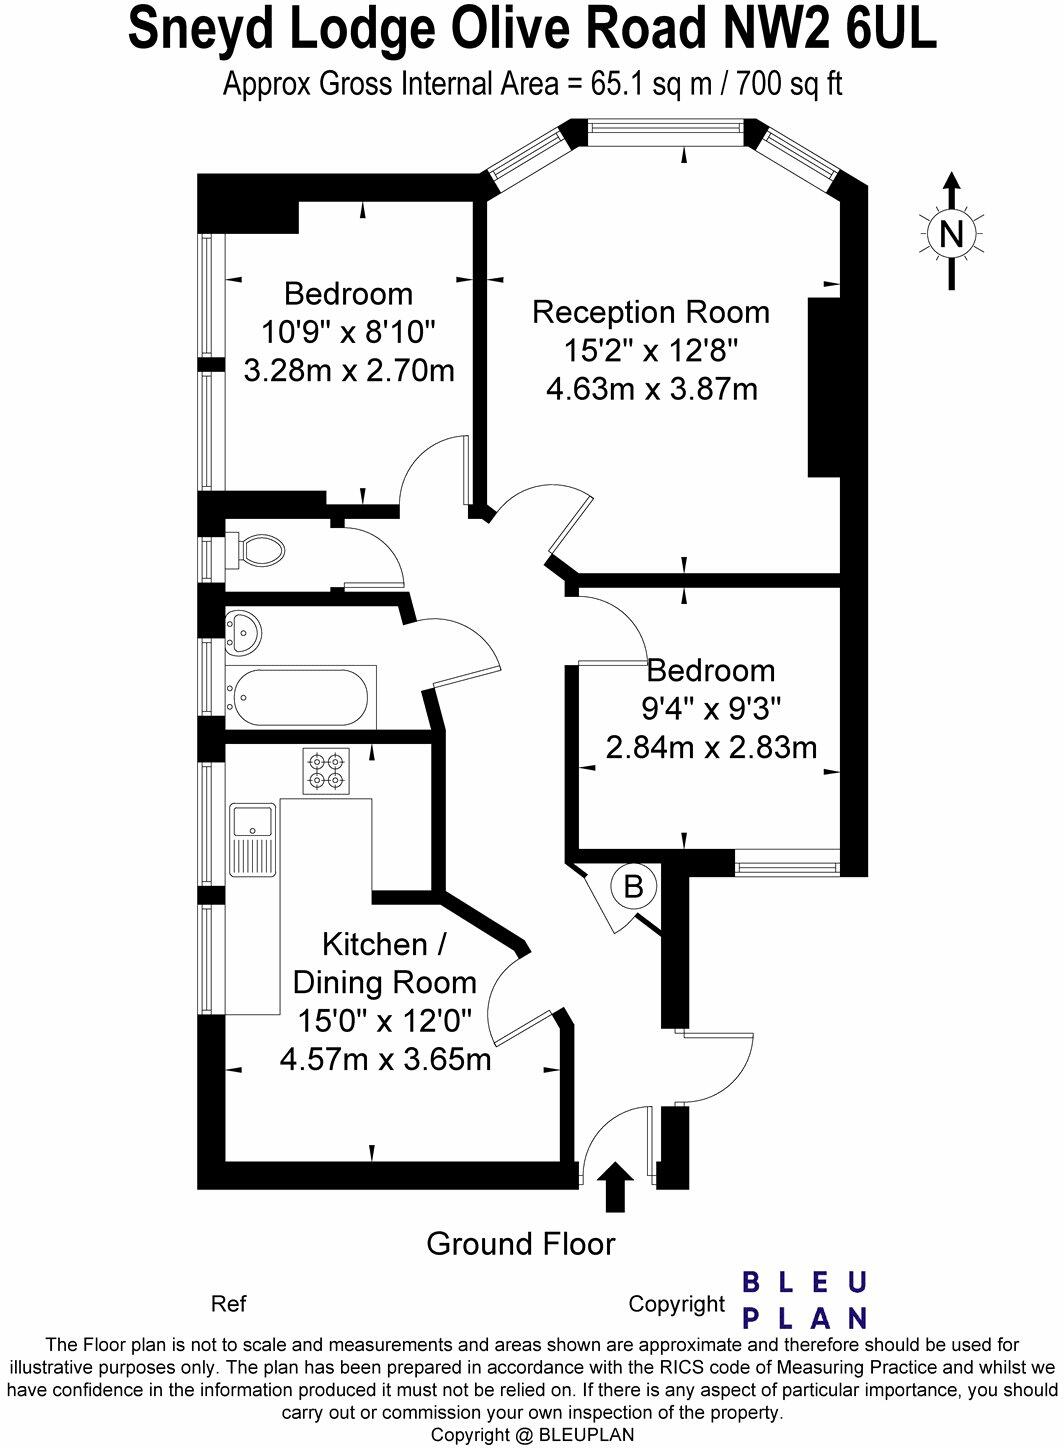 Sneyd Lodge Olive Road NW2 6UL
Approx Gross Internal Area = 65.1 sq m / 700 sq ft
N
Bedroom
10'9" x 8'10"
3.28m x 2.70m
Reception Room
15'2" x 12'8"
4.63m x 3.87m
Bedroom
9'4" x 9'3"
2.84m x 2.83m
B
Kitchen /
Dining Room
15'0" x 12'0"
4.57m x 3.65m
Ground Floor
Ref
Copyright
BLEU
PLAN
The Floor plan is not to scale and measurements and areas shown are approximate and therefore should be used for
illustrative purposes only. The plan has been prepared in accordance with the RICS code of Measuring Practice and whilst we
have confidence in the information produced it must not be relied on. If there is any aspect of particular importance, you should
carry out or commission your own inspection of the property.
Copyright @ BLEUPLAN